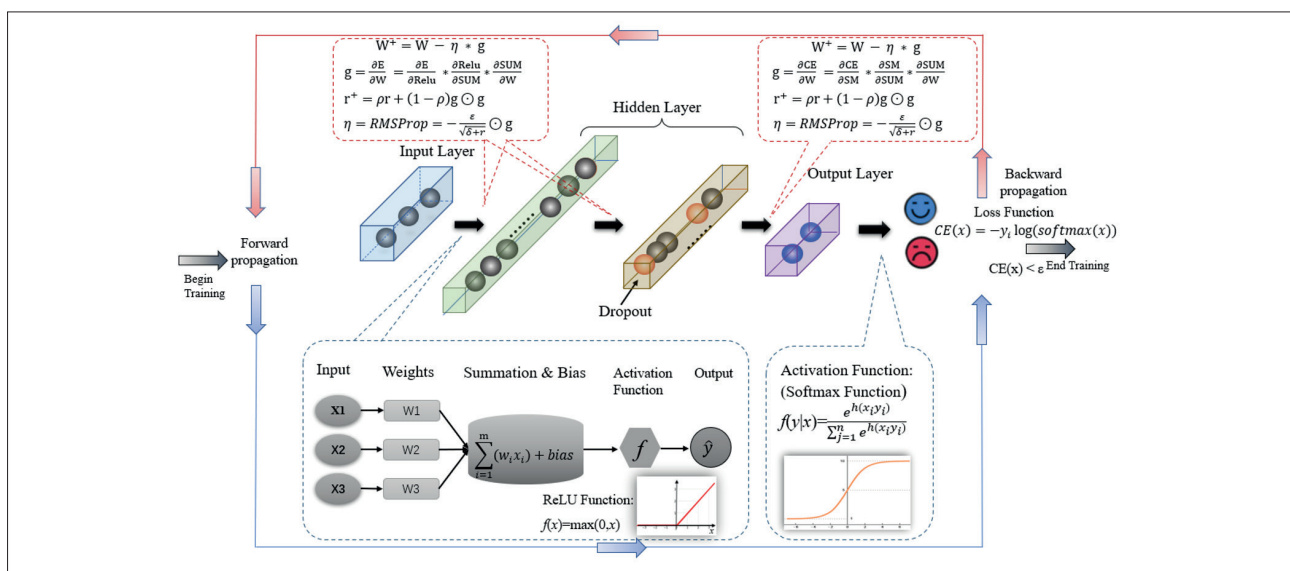 W⁺ = W − η ∗ g
g = ∂E/∂W = ∂E/∂Relu ∗ ∂Relu/∂SUM ∗ ∂SUM/∂W
r⁺ = ρr + (1 − ρ)g ⊙ g
η = RMSProp = − ε/√(δ+r) ⊙ g
W⁺ = W − η ∗ g
g = ∂CE/∂W = ∂CE/∂SM ∗ ∂SM/∂SUM ∗ ∂SUM/∂W
r⁺ = ρr + (1 − ρ)g ⊙ g
η = RMSProp = − ε/√(δ+r) ⊙ g
Hidden Layer
Input Layer
Output Layer
Backward
propagation
Loss Function
CE(x) = −yᵢ log(softmax(x))
CE(x) < ε
End Training
Forward
propagation
Begin
Training
Dropout
Input
Weights
Summation & Bias
Activation
Function
Output
X1
W1
X2
W2
∑ᵢ₌₁ᵐ(wᵢxᵢ) + bias
f
ŷ
X3
W3
ReLU Function:
f(x)=max(0,x)
x
Activation Function:
(Softmax Function)
f(y|x)=e^h(xᵢyᵢ)/∑ⱼ₌₁ⁿ e^h(xᵢyᵢ)